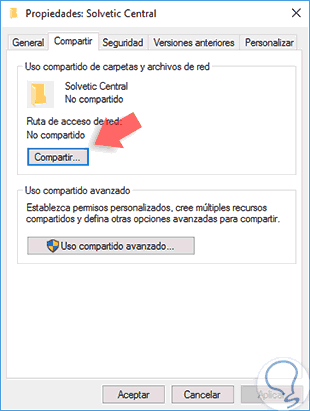 Propiedades: Solvetic Central
General Compartir Seguridad Versiones anteriores Personalizar
Uso compartido de carpetas y archivos de red
Solvetic Central
No compartido
Ruta de acceso de red:
No compartido
Compartir...
Uso compartido avanzado
Establezca permisos personalizados, cree múltiples recursos
compartidos y defina otras opciones avanzadas para compartir.
Uso compartido avanzado...
Aceptar Cancelar Aplicar